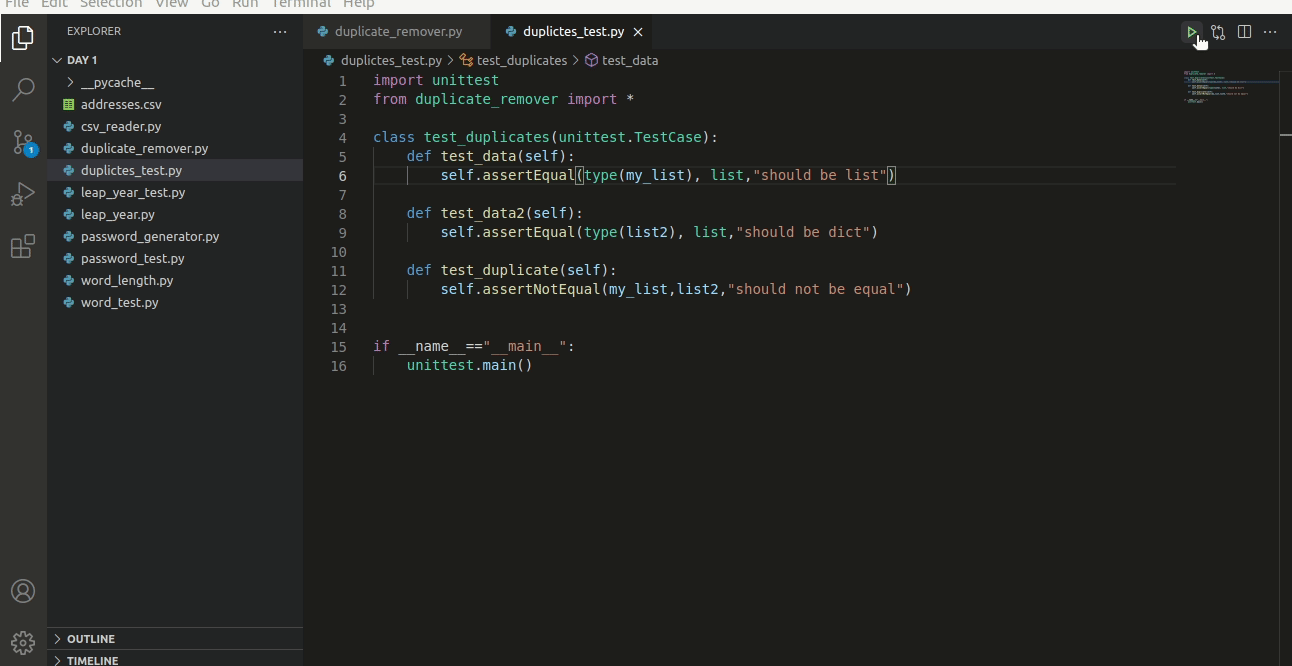 File Edit Selection View Go Run Terminal Help
EXPLORER
DAY 1
__pycache__
addresses.csv
csv_reader.py
duplicate_remover.py
duplictes_test.py
leap_year_test.py
leap_year.py
password_generator.py
password_test.py
word_length.py
word_test.py
OUTLINE
TIMELINE
1
duplicate_remover.py duplictes_test.py
duplictes_test.py > test_duplicates > test_data
1 import unittest
2 from duplicate_remover import *
3
4 class test_duplicates(unittest.TestCase):
5     def test_data(self):
6         self.assertEqual(type(my_list), list,"should be list")
7
8     def test_data2(self):
9         self.assertEqual(type(list2), list,"should be dict")
10
11     def test_duplicate(self):
12         self.assertNotEqual(my_list,list2,"should not be equal")
13
14
15 if __name__=="__main__":
16     unittest.main()